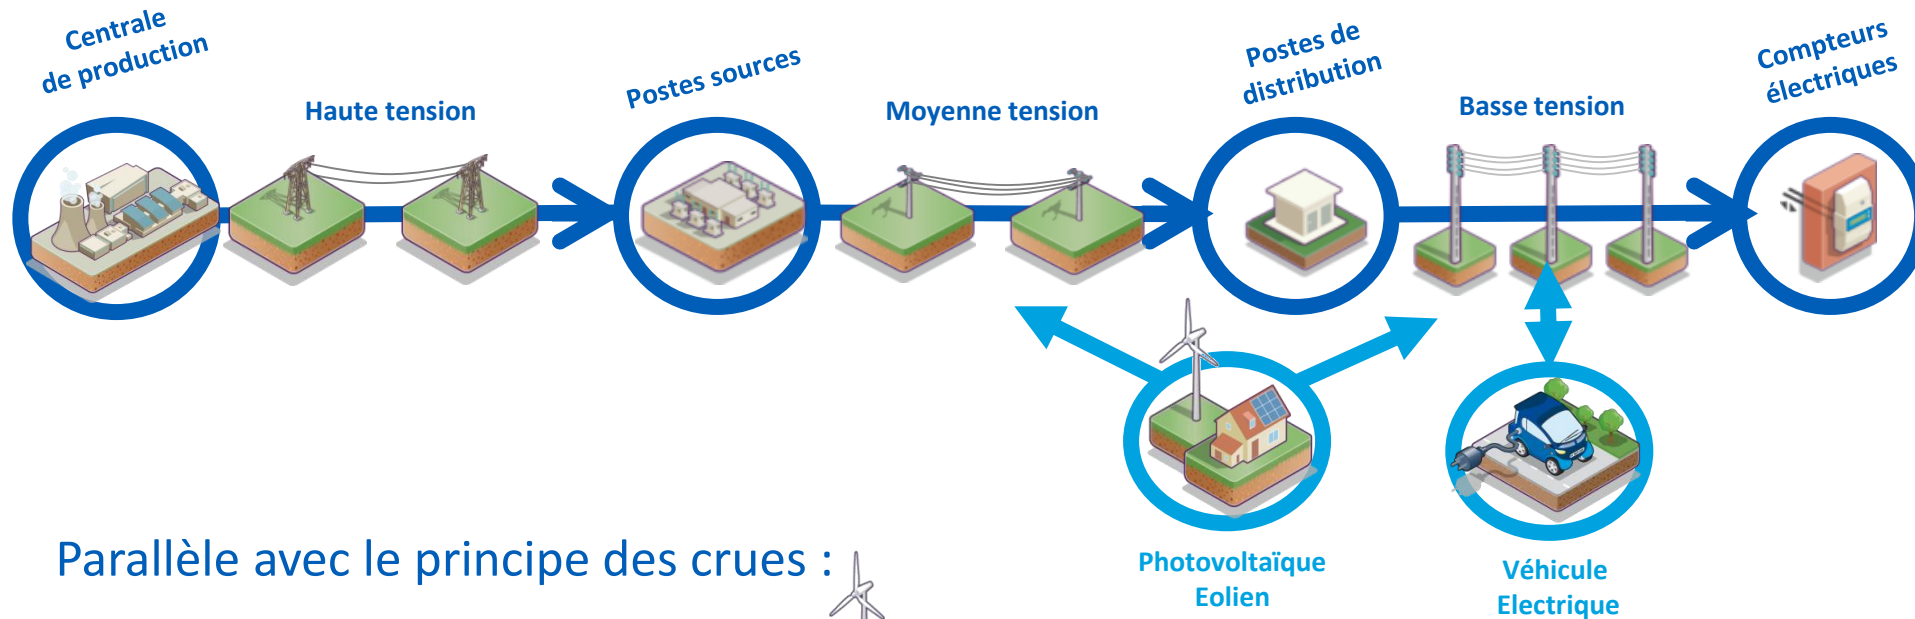 Centrale
de production
Haute tension
Postes sources
Moyenne tension
Postes de
distribution
Basse tension
Compteurs
électriques
Photovoltaïque
Eolien
Véhicule
Electrique
Parallèle avec le principe des crues :